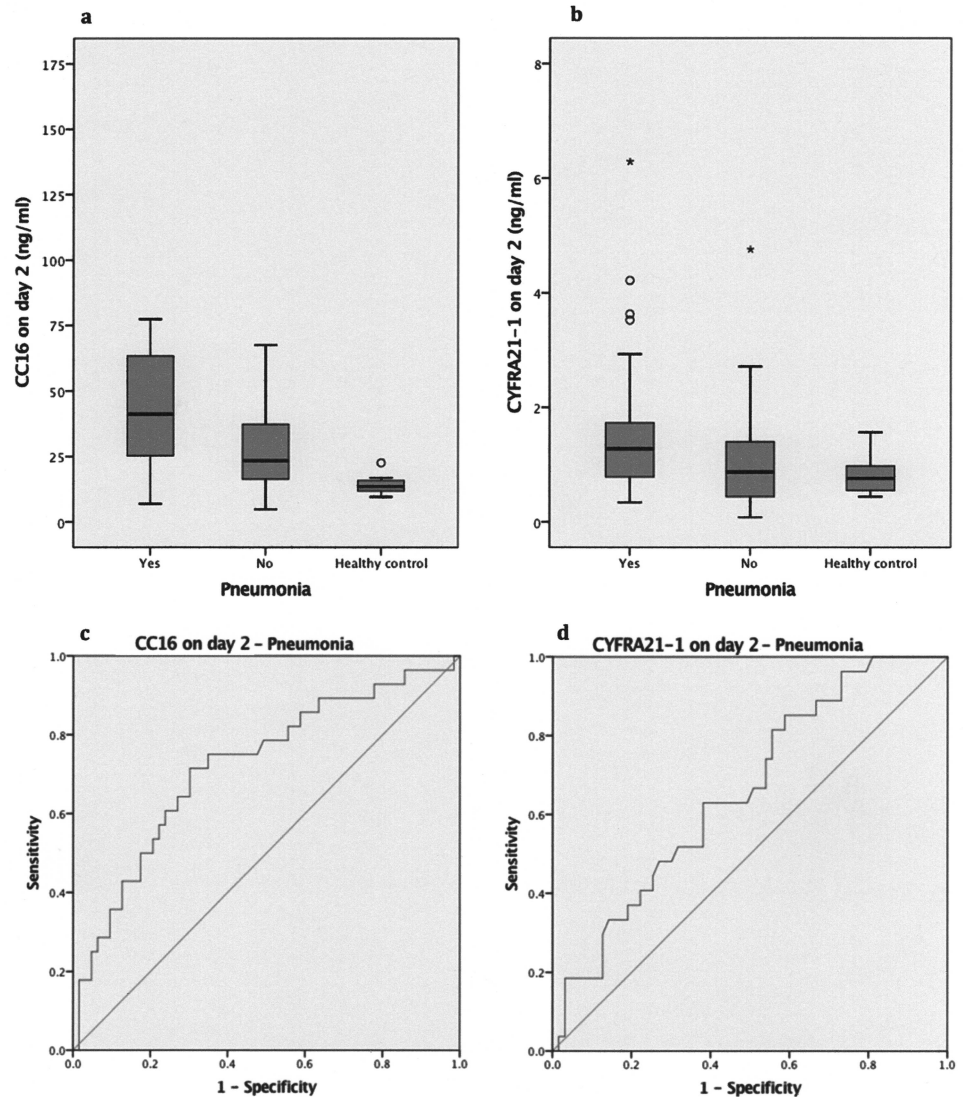 a
175
150
125
100
75
50
25
0
CC16 on day 2 (ng/ml)
Yes No Healthy control
Pneumonia
b
8
6
4
2
0
CYFRA21-1 on day 2 (ng/ml)
*
*
Yes No Healthy control
Pneumonia
c
CC16 on day 2 - Pneumonia
1.0
0.8
0.6
0.4
0.2
0.0
Sensitivity
0.0 0.2 0.4 0.6 0.8 1.0
1 - Specificity
d
CYFRA21-1 on day 2 - Pneumonia
1.0
0.8
0.6
0.4
0.2
0.0
Sensitivity
0.0 0.2 0.4 0.6 0.8 1.0
1 - Specificity